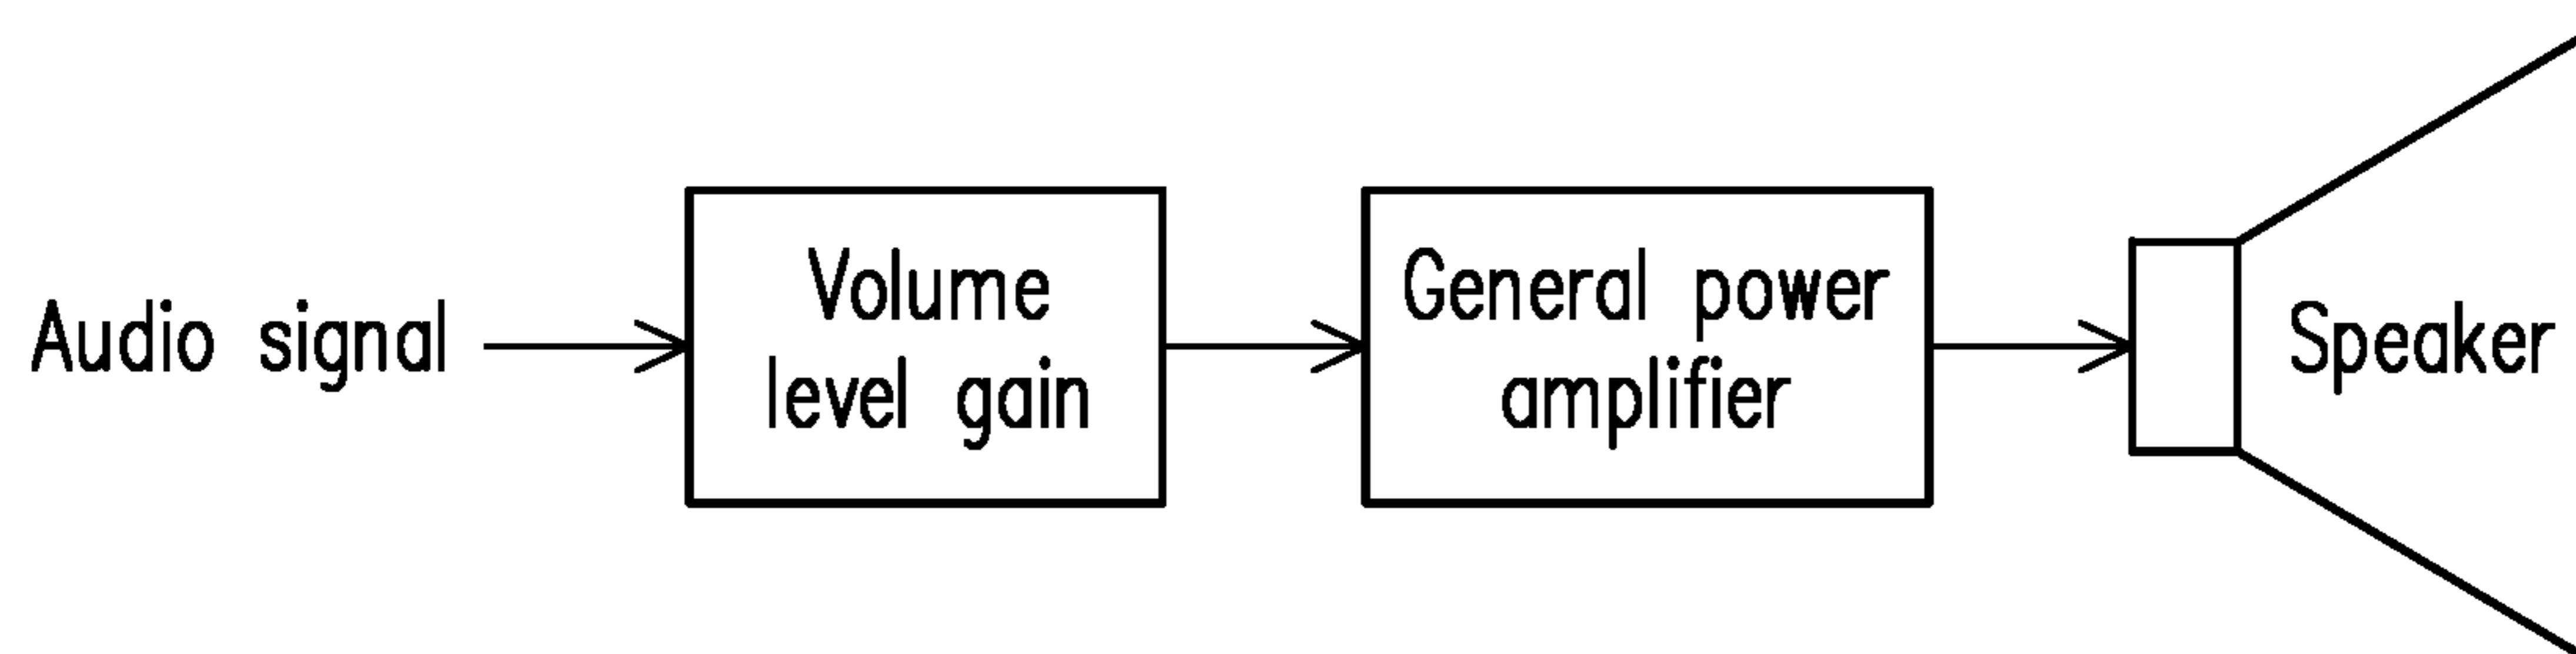 Audio signal
Volume
level gain
General power
amplifier
Speaker